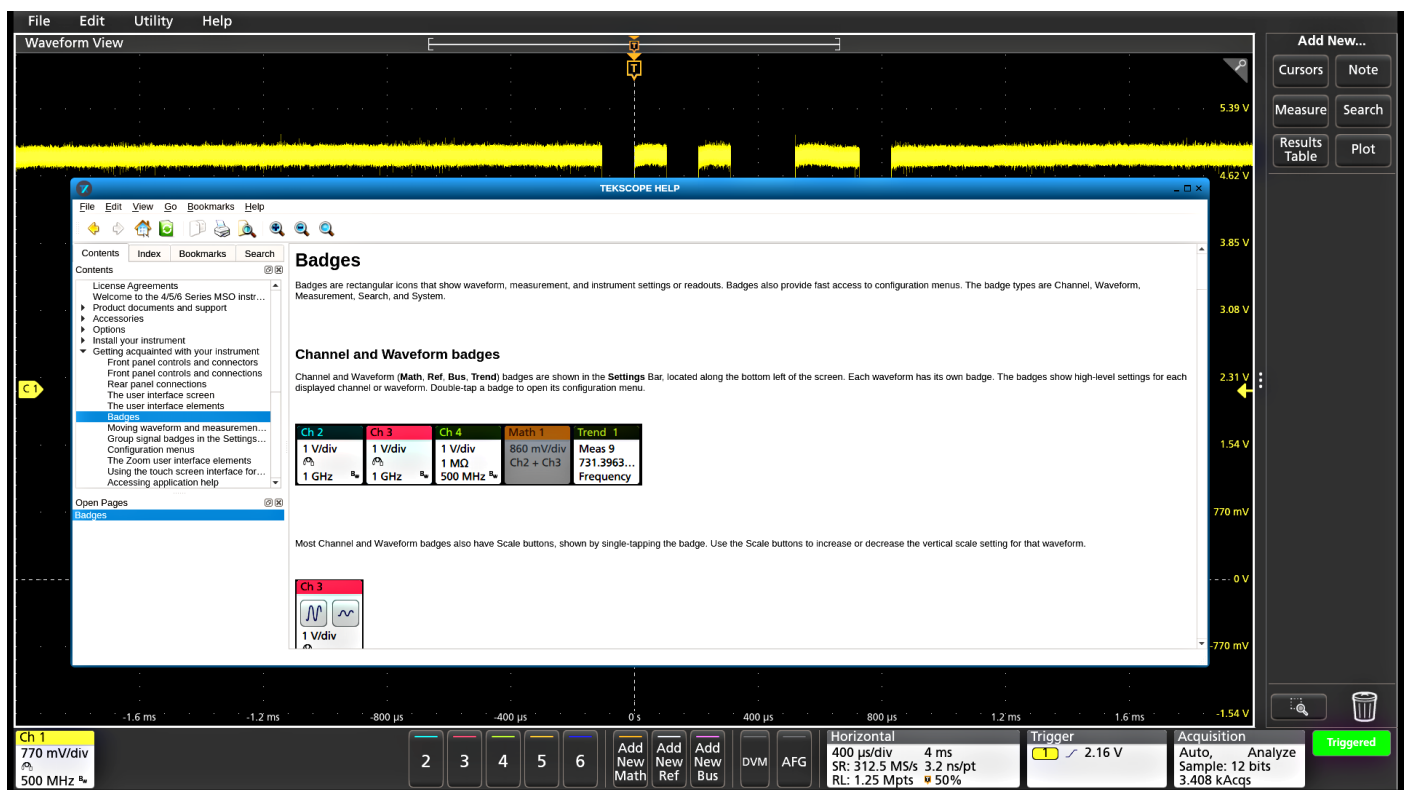 File Edit Utility Help
Waveform View
T
T
Add New...
Cursors Note
Measure Search
Results Table Plot
5.39 V
4.62 V
3.85 V
3.08 V
2.31 V
1.54 V
770 mV
0 V
-770 mV
-1.54 V
C 1
TEKSCOPE HELP
File Edit View Go Bookmarks Help
Contents Index Bookmarks Search
Contents
License Agreements
Welcome to the 4/5/6 Series MSO instr...
Product documents and support
Accessories
Options
Install your instrument
Getting acquainted with your instrument
Front panel controls and connectors
Front panel controls and connections
Rear panel connections
The user interface screen
The user interface elements
Badges
Moving waveform and measuremen...
Group signal badges in the Settings...
Configuration menus
The Zoom user interface elements
Using the touch screen interface for...
Accessing application help
Open Pages
Badges
Badges
Badges are rectangular icons that show waveform, measurement, and instrument settings or readouts. Badges also provide fast access to configuration menus. The badge types are Channel, Waveform,
Measurement, Search, and System.
Channel and Waveform badges
Channel and Waveform (Math, Ref, Bus, Trend) badges are shown in the Settings Bar, located along the bottom left of the screen. Each waveform has its own badge. The badges show high-level settings for each
displayed channel or waveform. Double-tap a badge to open its configuration menu.
Ch 2 Ch 3 Ch 4 Math 1 Trend 1
1 V/div 1 V/div 1 V/div 860 mV/div Meas 9
1 MΩ Ch2 + Ch3 731.3963...
1 GHz Bw 1 GHz Bw 500 MHz Bw Frequency
Most Channel and Waveform badges also have Scale buttons, shown by single-tapping the badge. Use the Scale buttons to increase or decrease the vertical scale setting for that waveform.
Ch 3
1 V/div
-1.6 ms -1.2 ms -800 µs -400 µs 0 s 400 µs 800 µs 1.2 ms 1.6 ms
Ch 1
770 mV/div
500 MHz Bw
2 3 4 5 6
Add New Math
Add New Ref
Add New Bus
DVM AFG
Horizontal
400 µs/div 4 ms
SR: 312.5 MS/s 3.2 ns/pt
RL: 1.25 Mpts 50%
Trigger
1 2.16 V
Acquisition
Auto, Analyze
Sample: 12 bits
3.408 kAcqs
Triggered